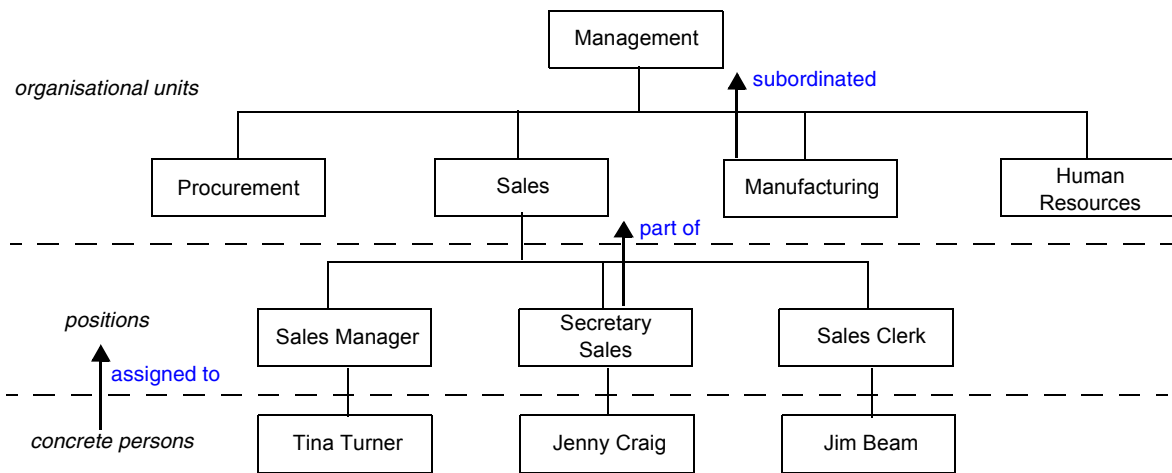 Management
subordinated
organisational units
Procurement
Sales
Manufacturing
Human
Resources
part of
positions
Sales Manager
Secretary
Sales
Sales Clerk
assigned to
concrete persons
Tina Turner
Jenny Craig
Jim Beam